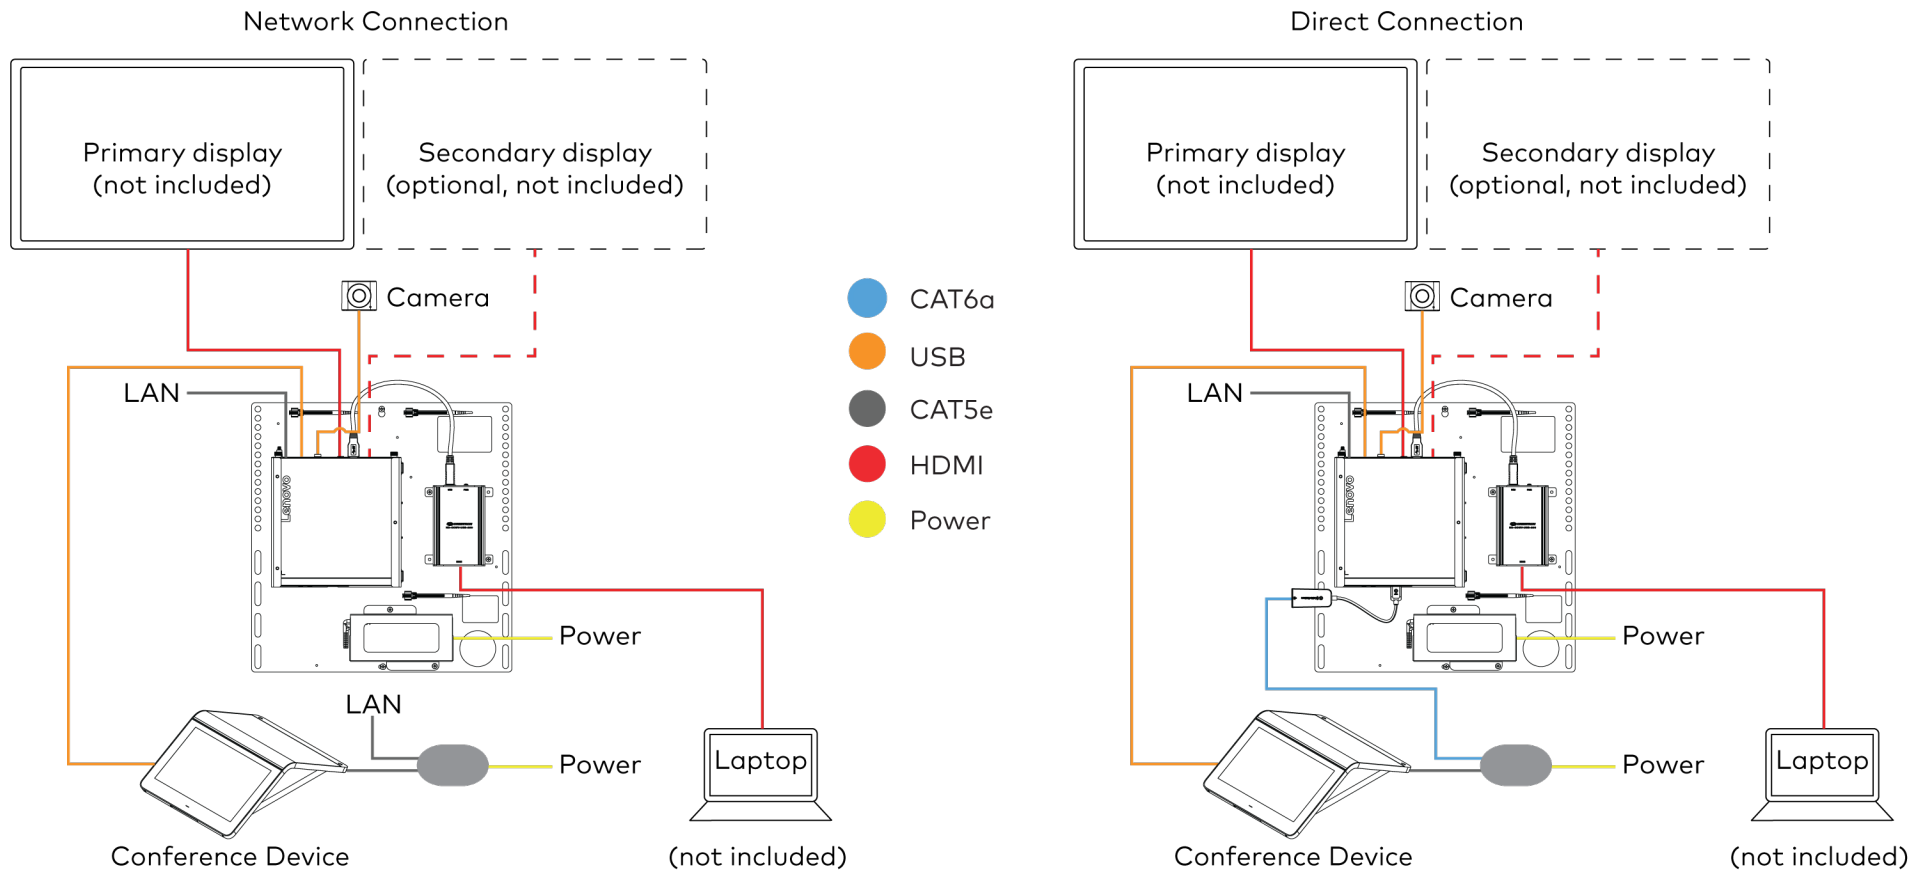 Network Connection
Primary display
(not included)
Secondary display
(optional, not included)
Camera
LAN
Lenovo
Power
LAN
Power
Laptop
Conference Device
(not included)
CAT6a
USB
CAT5e
HDMI
Power
Direct Connection
Primary display
(not included)
Secondary display
(optional, not included)
Camera
LAN
Lenovo
Power
Power
Laptop
Conference Device
(not included)